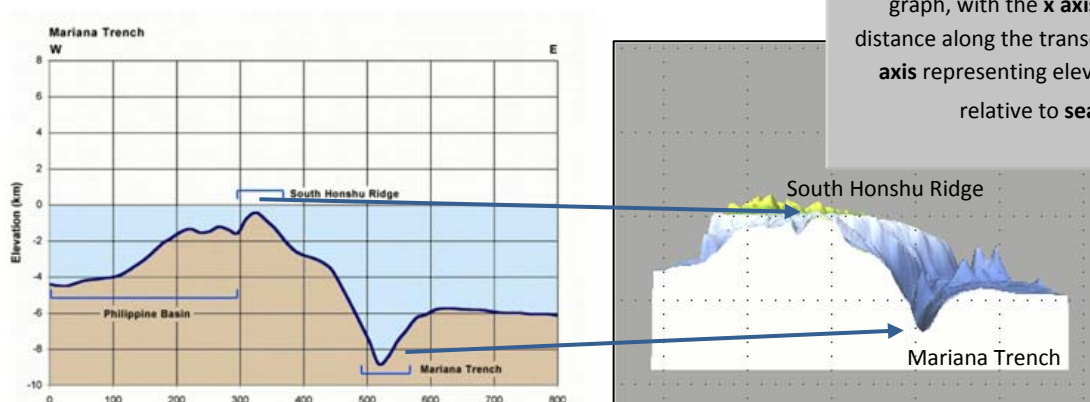 graph, with the x axis
distance along the transe
axis representing elev
relative to sea
Mariana Trench
W E
8
6
4
2
0
-2
-4
-6
-8
-10
Elevation (km)
South Honshu Ridge
Philippine Basin
Mariana Trench
0 100 200 300 400 500 600 700 800
South Honshu Ridge
Mariana Trench